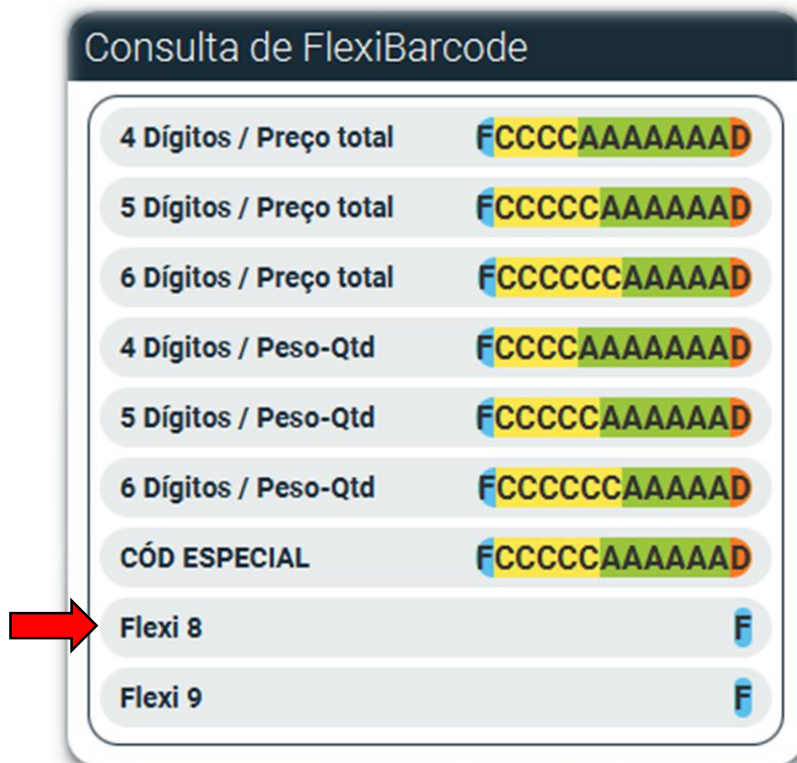 Consulta de FlexiBarcode
4 Dígitos / Preço total FCCCCAAAAAAAD
5 Dígitos / Preço total FCCCCCAAAAAAD
6 Dígitos / Preço total FCCCCCCAAAAAD
4 Dígitos / Peso-Qtd FCCCCAAAAAAAD
5 Dígitos / Peso-Qtd FCCCCCAAAAAAD
6 Dígitos / Peso-Qtd FCCCCCCAAAAAD
CÓD ESPECIAL FCCCCCAAAAAAD
Flexi 8 F
Flexi 9 F